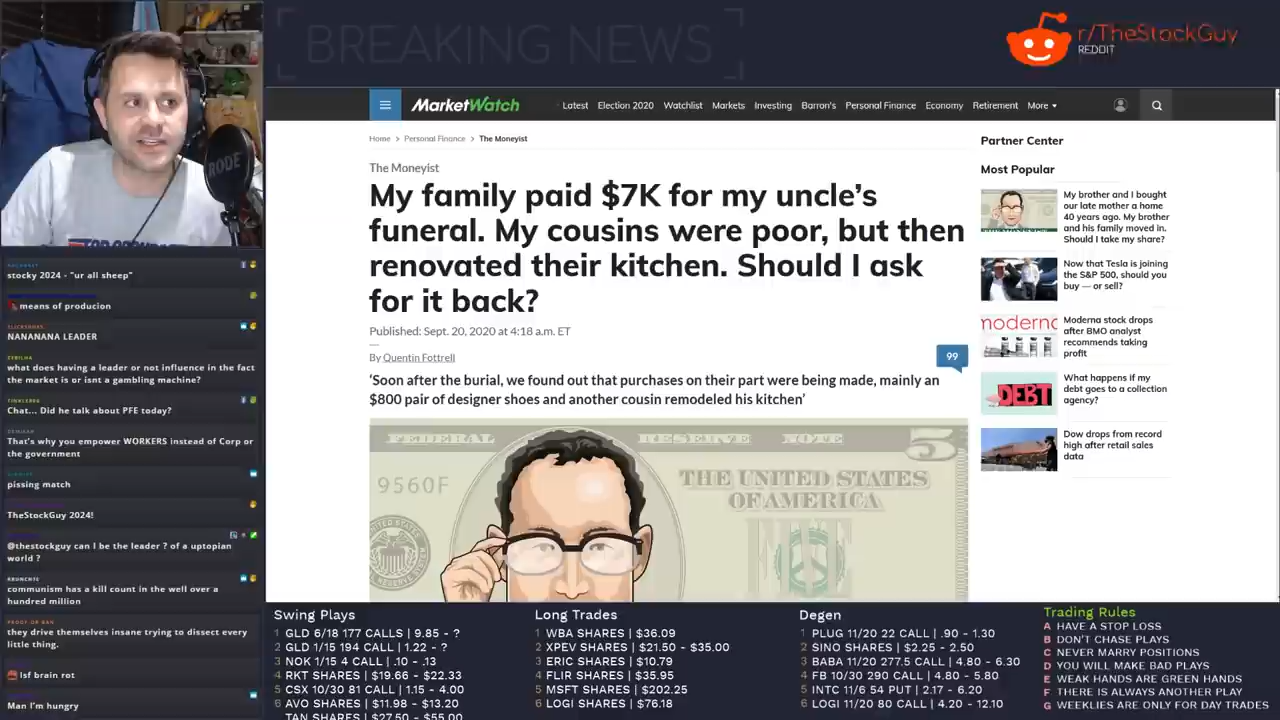 BREAKING NEWS
r/TheStockGuy
REDDIT
RODE
stocky 2024 - "ur all sheep"
means of producion
NANANANA LEADER
what does having a leader or not influence in the fact
the market is or isnt a gambling machine?
Chat... Did he talk about PFE today?
That's why you empower WORKERS instead of Corp or
the government
pissing match
TheStockGuy 2024!
@thestockguy can I be the leader ? of a uptopian
world ?
communism has a kill count in the well over a
hundred million
they drive themselves insane trying to dissect every
little thing.
lsf brain rot
Man I'm hungry
MarketWatch
Latest Election 2020 Watchlist Markets Investing Barron's Personal Finance Economy Retirement More
Home > Personal Finance > The Moneyist
The Moneyist
My family paid $7K for my uncle's
funeral. My cousins were poor, but then
renovated their kitchen. Should I ask
for it back?
Published: Sept. 20, 2020 at 4:18 a.m. ET
By Quentin Fottrell
99
'Soon after the burial, we found out that purchases on their part were being made, mainly an
$800 pair of designer shoes and another cousin remodeled his kitchen'
FEDERAL RESERVE NOTE 5
9560F
THE UNITED STATES
OF AMERICA
Partner Center
Most Popular
My brother and I bought
our late mother a home
40 years ago. My brother
and his family moved in.
Should I take my share?
Now that Tesla is joining
the S&P 500, should you
buy — or sell?
moderna
Moderna stock drops
after BMO analyst
recommends taking
profit
DEBT
What happens if my
debt goes to a collection
agency?
Dow drops from record
high after retail sales
data
Swing Plays
1 GLD 6/18 177 CALLS | 9.85 - ?
2 GLD 1/15 194 CALL | 1.22 - ?
3 NOK 1/15 4 CALL | .10 - .13
4 RKT SHARES | $19.66 - $22.33
5 CSX 10/30 81 CALL | 1.15 - 4.00
6 AVO SHARES | $11.98 - $13.20
TAN SHARES | $27.50 - $55.00
Long Trades
1 WBA SHARES | $36.09
2 XPEV SHARES | $21.50 - $35.00
3 ERIC SHARES | $10.79
4 FLIR SHARES | $35.95
5 MSFT SHARES | $202.25
6 LOGI SHARES | $76.18
Degen
1 PLUG 11/20 22 CALL | .90 - 1.30
2 SINO SHARES | $2.25 - 2.50
3 BABA 11/20 277.5 CALL | 4.80 - 6.30
4 FB 10/30 290 CALL | 4.80 - 5.80
5 INTC 11/6 54 PUT | 2.17 - 6.20
6 LOGI 11/20 80 CALL | 4.20 - 12.10
Trading Rules
A HAVE A STOP LOSS
B DON'T CHASE PLAYS
C NEVER MARRY POSITIONS
D YOU WILL MAKE BAD PLAYS
E WEAK HANDS ARE GREEN HANDS
F THERE IS ALWAYS ANOTHER PLAY
G WEEKLIES ARE ONLY FOR DAY TRADES